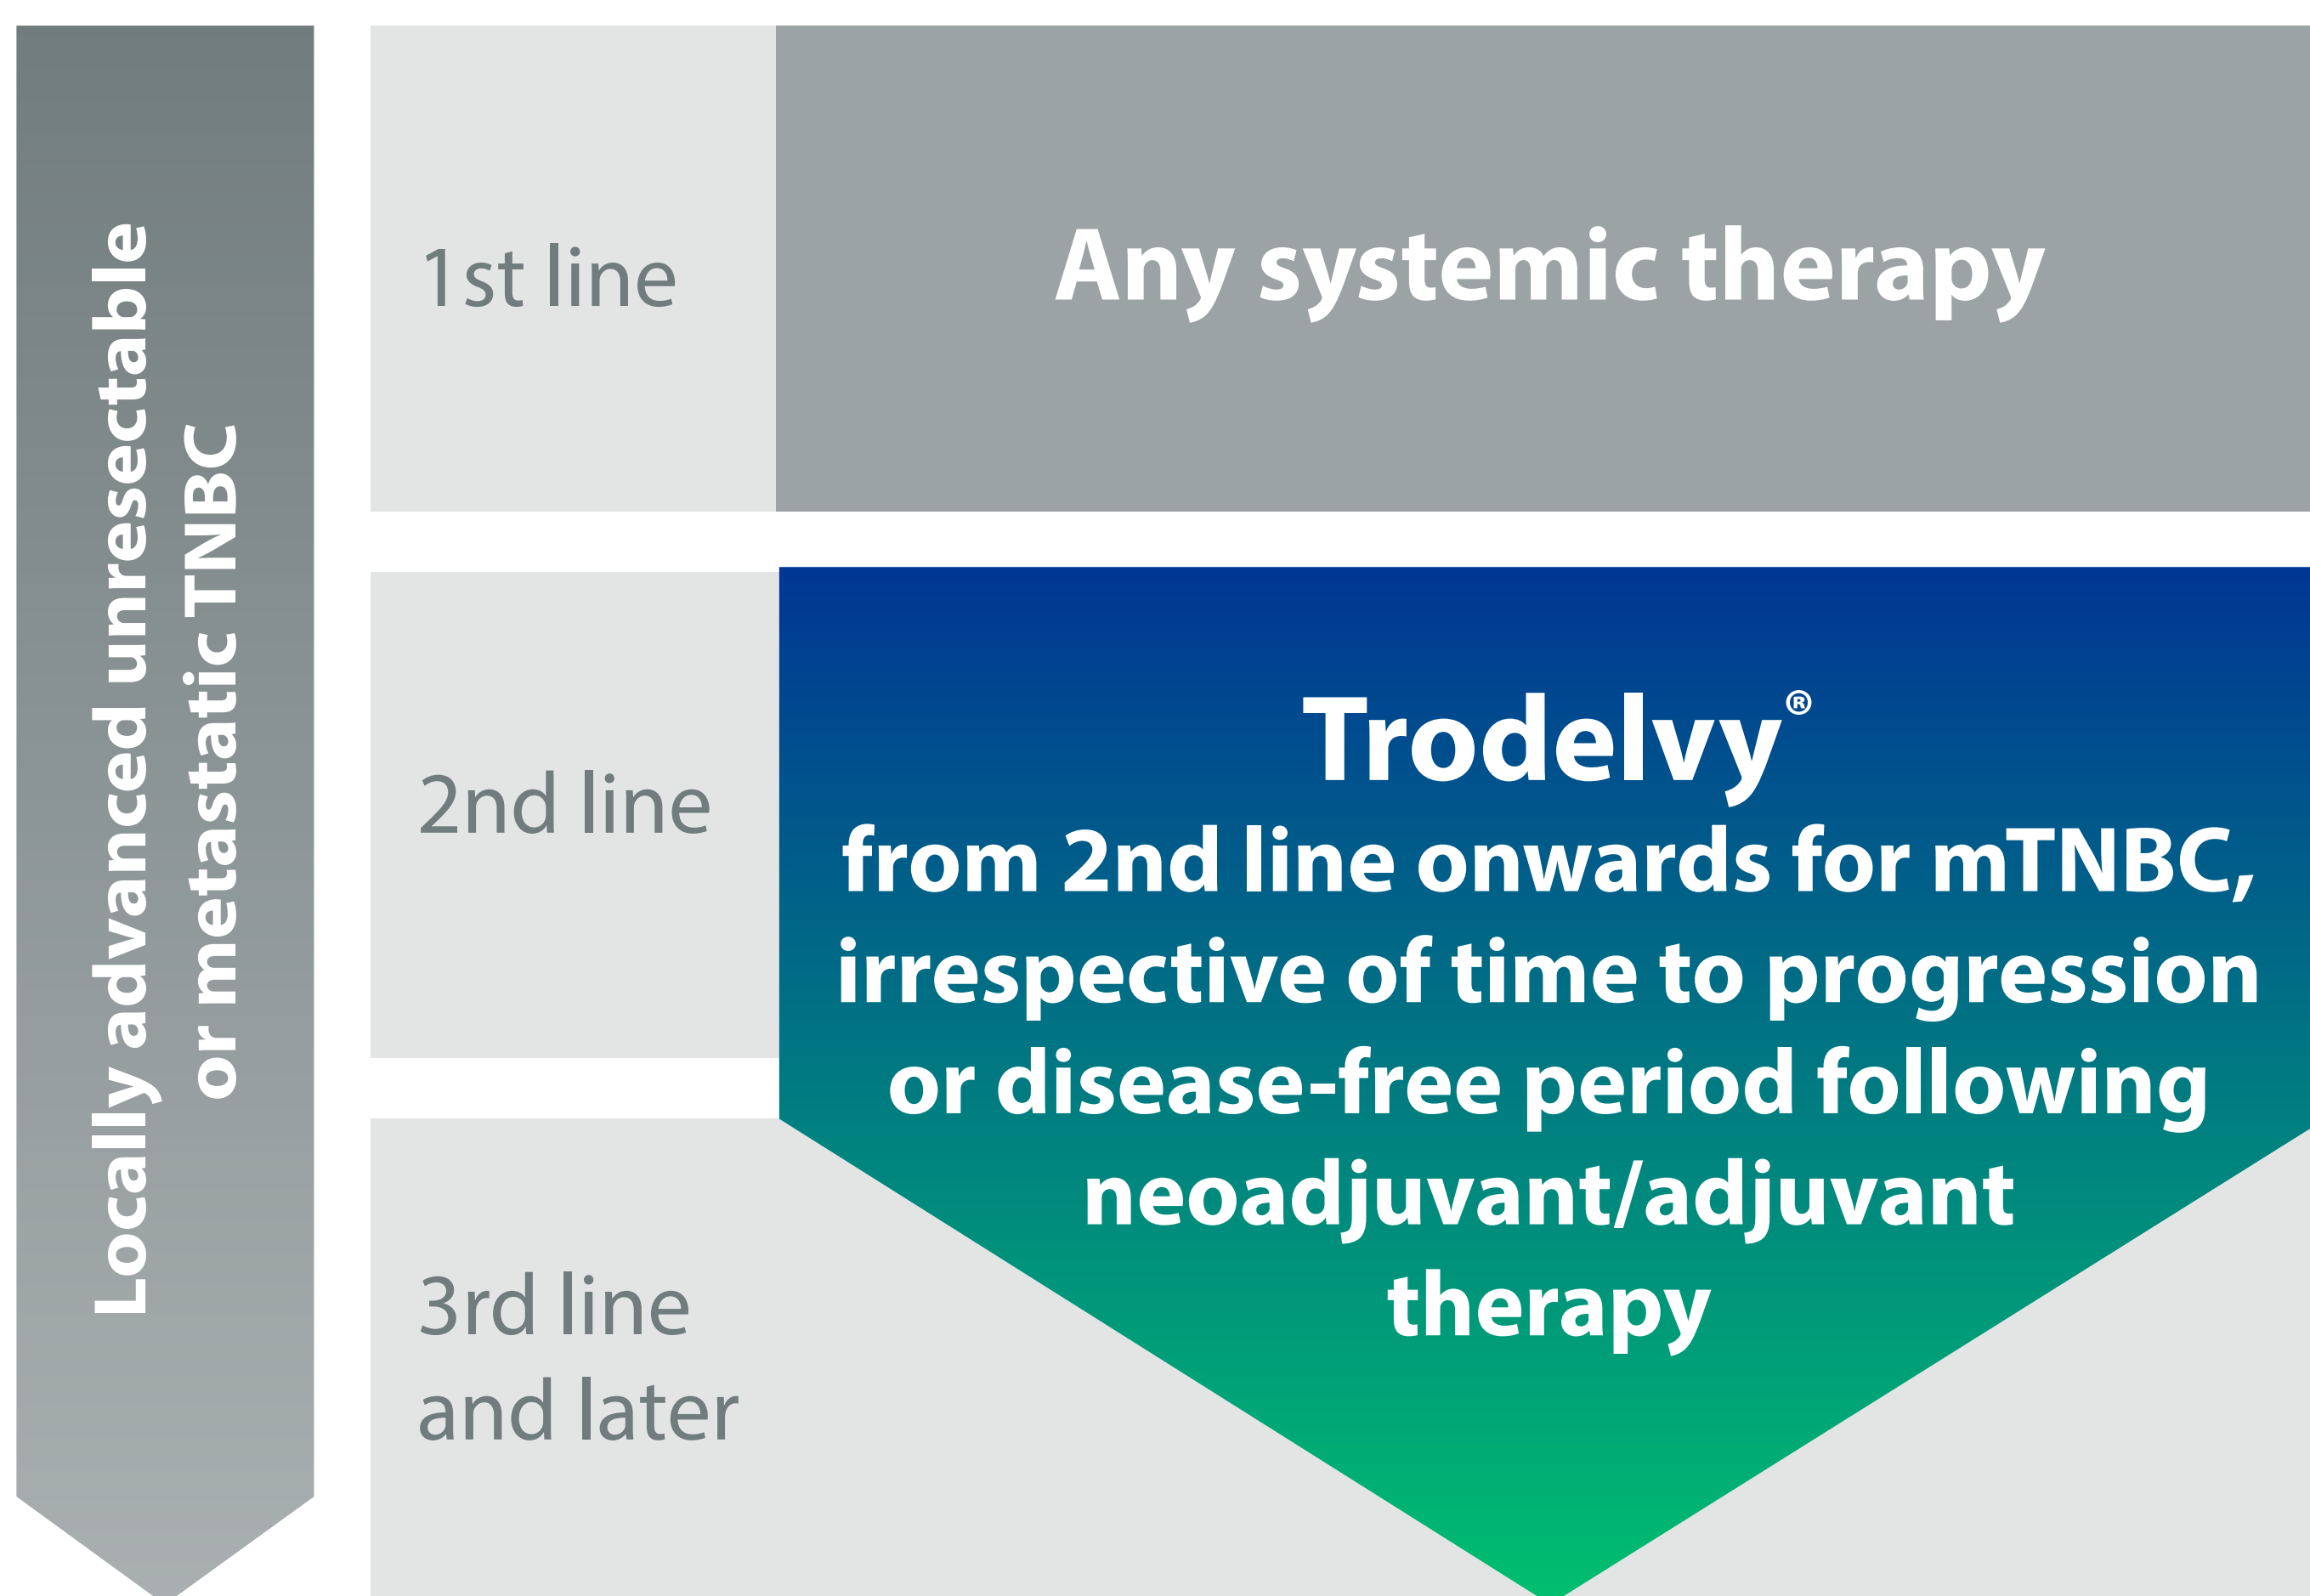 Locally advanced unresectable
or metastatic TNBC
1st line
Any systemic therapy
2nd line
Trodelvy®
from 2nd line onwards for mTNBC,
irrespective of time to progression
or disease-free period following
neoadjuvant/adjuvant
therapy
3rd line
and later